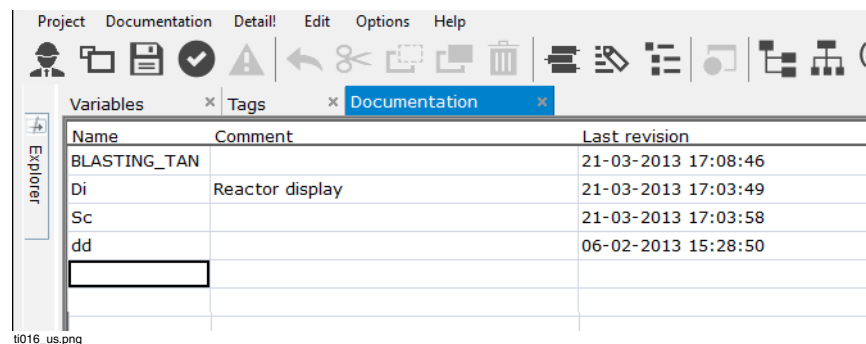 Project Documentation Detail! Edit Options Help
Variables × Tags × Documentation ×
Explorer
Name Comment Last revision
BLASTING_TAN 21-03-2013 17:08:46
Di Reactor display 21-03-2013 17:03:49
Sc 21-03-2013 17:03:58
dd 06-02-2013 15:28:50
ti016_us.png